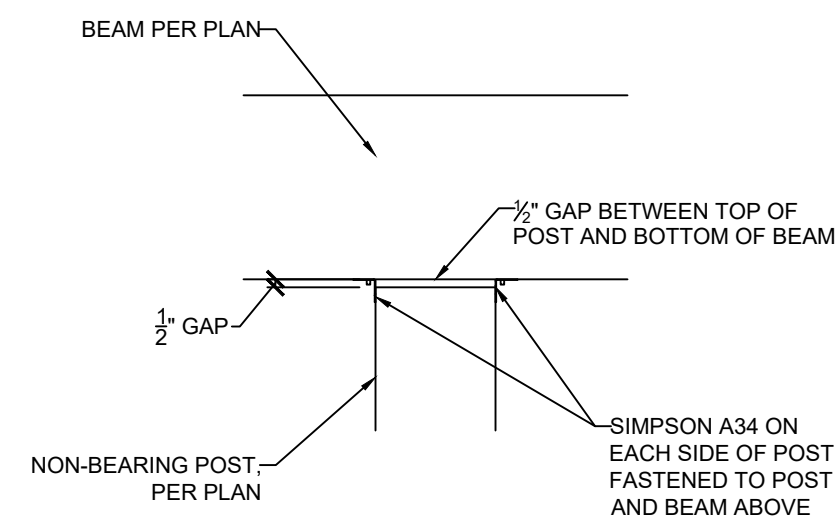 BEAM PER PLAN
½" GAP BETWEEN TOP OF
POST AND BOTTOM OF BEAM
½" GAP
NON-BEARING POST,
PER PLAN
SIMPSON A34 ON
EACH SIDE OF POST
FASTENED TO POST
AND BEAM ABOVE